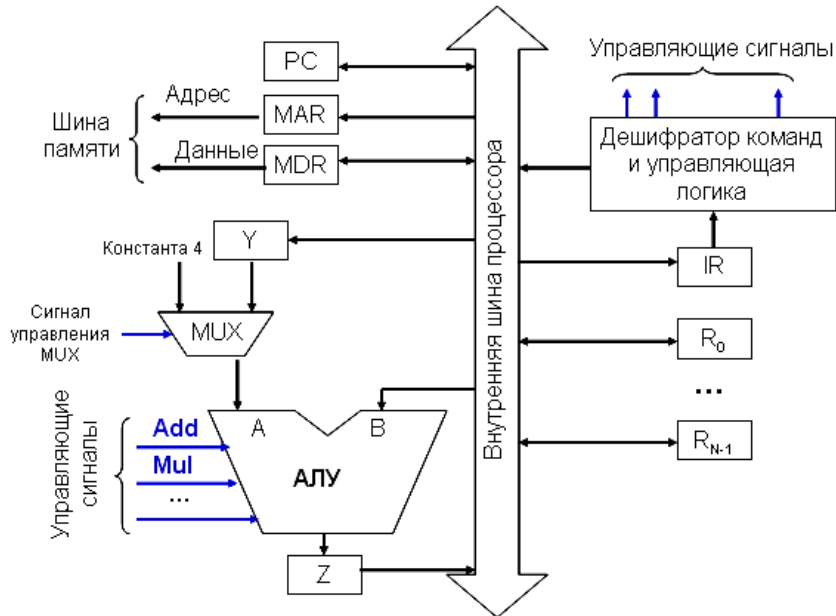 Управляющие сигналы
PC
Адрес
MAR
Шина
памяти
Данные
MDR
Дешифратор команд
и управляющая
логика
Константа 4
Y
IR
Сигнал
управления
MUX
MUX
R0
...
RN-1
Внутренняя шина процессора
Управляющие
сигналы
Add
Mul
...
A
B
АЛУ
Z